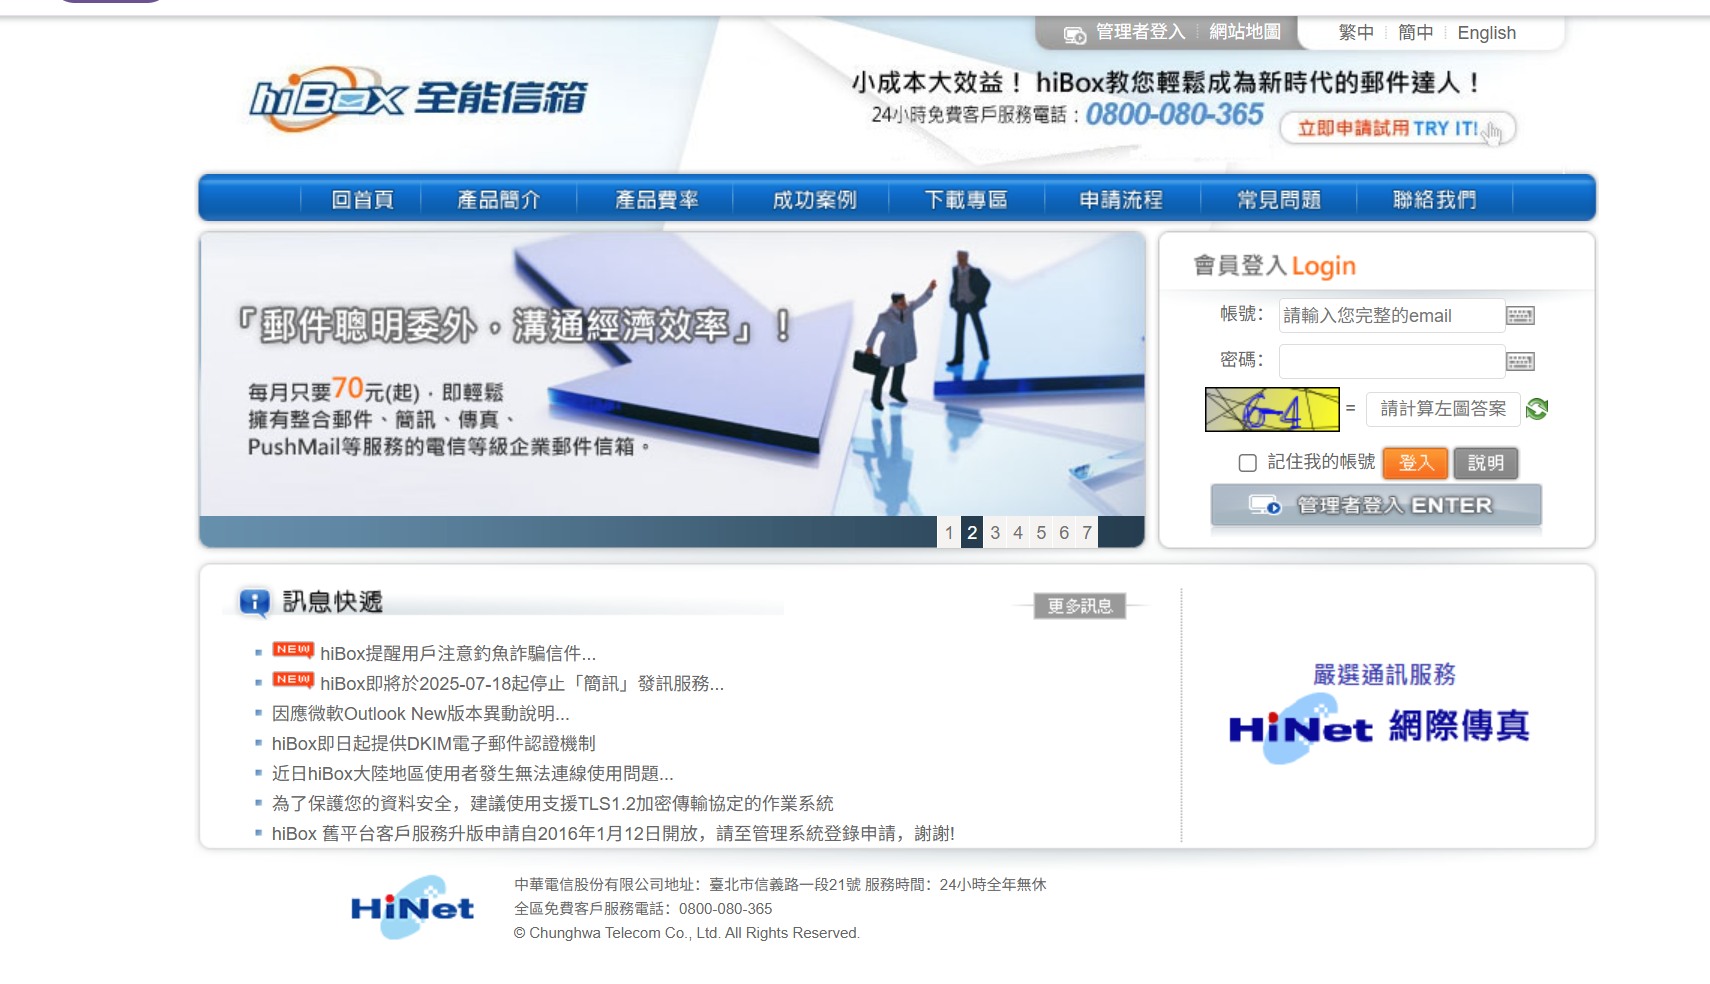 管理者登入 網站地圖 繁中 簡中 English
hiBox 全能信箱
小成本大效益！ hiBox教您輕鬆成為新時代的郵件達人！
24小時免費客戶服務電話：0800-080-365
立即申請試用 TRY IT!
回首頁 產品簡介 產品費率 成功案例 下載專區 申請流程 常見問題 聯絡我們
「郵件聰明委外，溝通經濟效率」！
每月只要70元(起)，即輕鬆
擁有整合郵件、簡訊、傳真、
PushMail等服務的電信等級企業郵件信箱。
1 2 3 4 5 6 7
會員登入 Login
帳號： 請輸入您完整的email
密碼：
6-4 = 請計算左圖答案
記住我的帳號 登入 說明
管理者登入 ENTER
訊息快遞
更多訊息
NEW hiBox提醒用戶注意釣魚詐騙信件...
NEW hiBox即將於2025-07-18起停止「簡訊」發訊服務...
因應微軟Outlook New版本異動說明...
hiBox即日起提供DKIM電子郵件認證機制
近日hiBox大陸地區使用者發生無法連線使用問題...
為了保護您的資料安全，建議使用支援TLS1.2加密傳輸協定的作業系統
hiBox 舊平台客戶服務升版申請自2016年1月12日開放，請至管理系統登錄申請，謝謝!
嚴選通訊服務
HiNet 網際傳真
HiNet
中華電信股份有限公司地址：臺北市信義路一段21號 服務時間：24小時全年無休
全區免費客戶服務電話：0800-080-365
© Chunghwa Telecom Co., Ltd. All Rights Reserved.